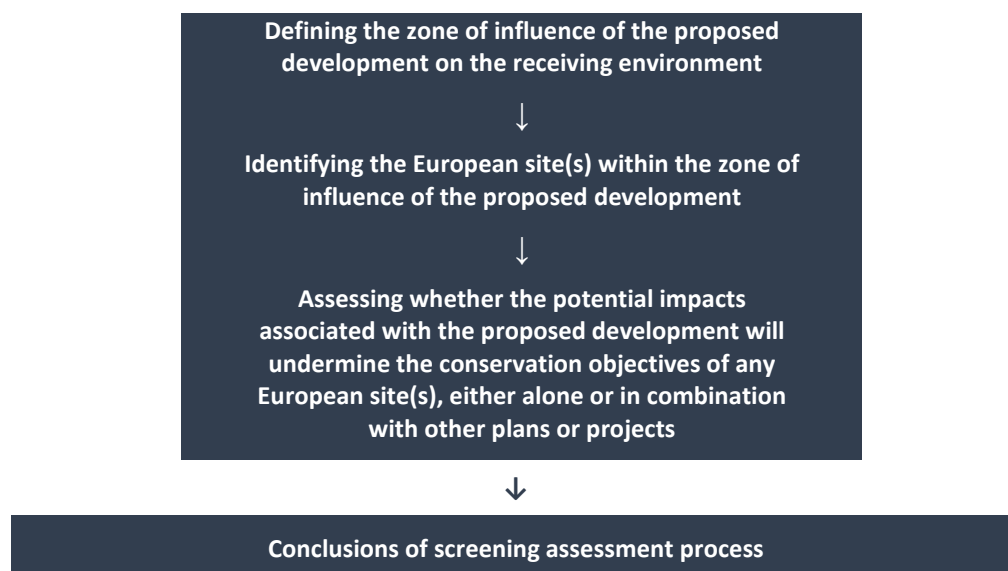 Defining the zone of influence of the proposed
development on the receiving environment
↓
Identifying the European site(s) within the zone of
influence of the proposed development
↓
Assessing whether the potential impacts
associated with the proposed development will
undermine the conservation objectives of any
European site(s), either alone or in combination
with other plans or projects
↓
Conclusions of screening assessment process